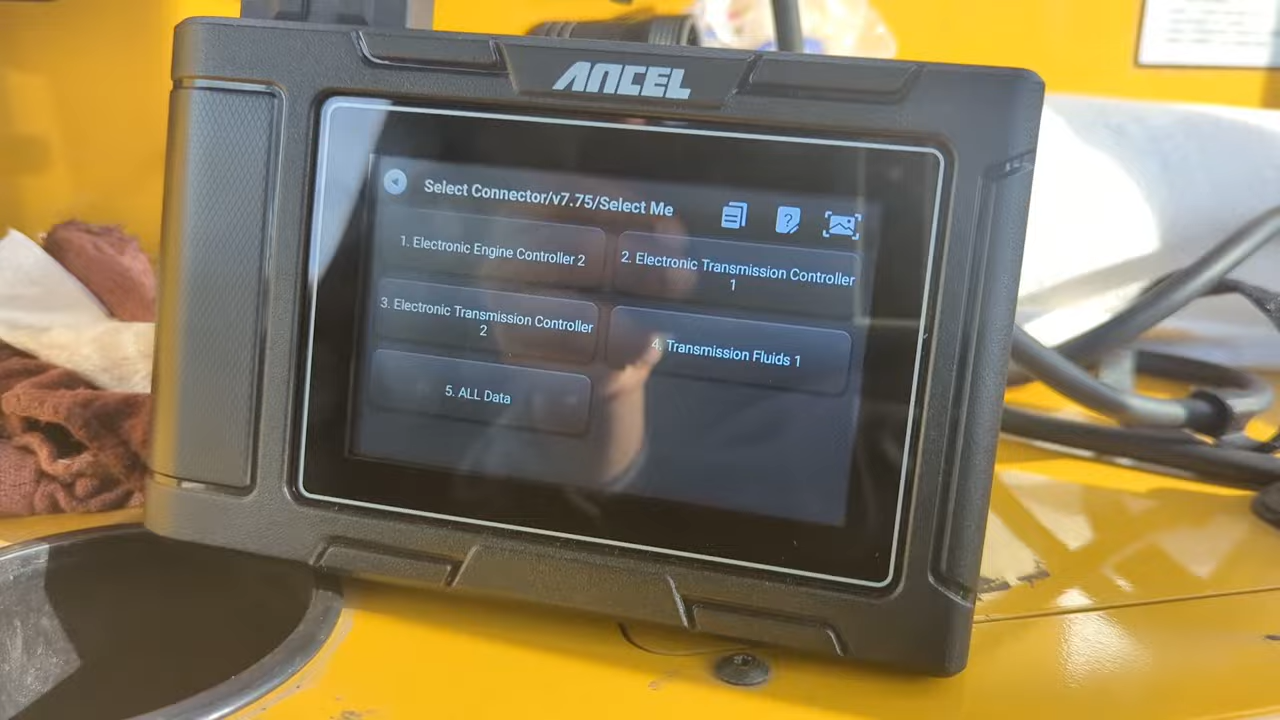 ANCEL
Select Connector/v7.75/Select Me
1. Electronic Engine Controller 2
2. Electronic Transmission Controller
1
3. Electronic Transmission Controller
2
4. Transmission Fluids 1
5. ALL Data